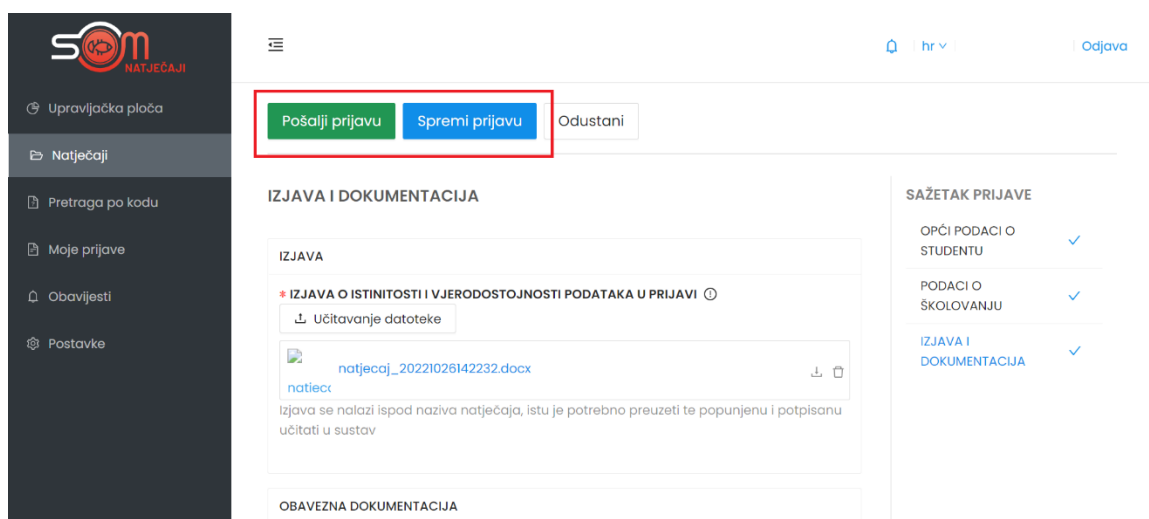 SOM
NATJEČAJI
hr
Odjava
Upravljačka ploča
Natječaji
Pretraga po kodu
Moje prijave
Obavijesti
Postavke
Pošalji prijavu
Spremi prijavu
Odustani
IZJAVA I DOKUMENTACIJA
IZJAVA
* IZJAVA O ISTINITOSTI I VJERODOSTOJNOSTI PODATAKA U PRIJAVI
Učitavanje datoteke
natjecaj_20221026142232.docx
natjecc
Izjava se nalazi ispod naziva natječaja, istu je potrebno preuzeti te popunjenu i potpisanu
učitati u sustav
OBAVEZNA DOKUMENTACIJA
SAŽETAK PRIJAVE
OPĆI PODACI O
STUDENTU
PODACI O
ŠKOLOVANJU
IZJAVA I
DOKUMENTACIJA